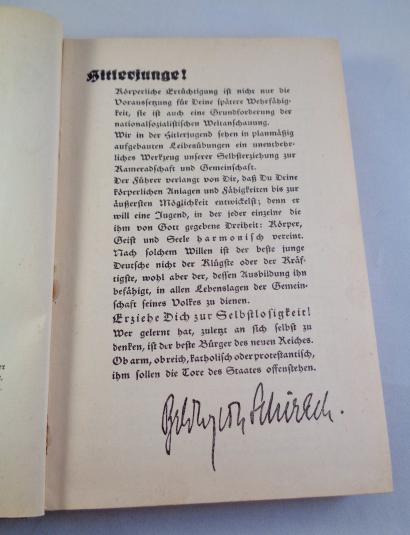 Hitlerjunge!
Körperliche Ertüchtigung ist nicht nur die
Voraussetzung für Deine spätere Wehrfähig-
keit, sie ist auch eine Grundforderung der
nationalsozialistischen Weltanschauung.
Wir in der Hitlerjugend sehen in planmäßig
aufgebauten Leibesübungen ein unentbehr-
liches Werkzeug unserer Selbsterziehung zur
Kameradschaft und Gemeinschaft.
Der Führer verlangt von Dir, daß Du Deine
körperlichen Anlagen und Fähigkeiten bis zur
äußersten Möglichkeit entwickelst; denn er
will eine Jugend, in der jeder einzelne die
ihm von Gott gegebene Dreiheit: Körper,
Geist und Seele harmonisch vereint.
Nach solchem Willen ist der beste junge
Deutsche nicht der Klügste oder der Kräf-
tigste, wohl aber der, dessen Ausbildung ihn
befähigt, in allen Lebenslagen der Gemein-
schaft seines Volkes zu dienen.
Erziehe Dich zur Selbstlosigkeit!
Wer gelernt hat, zuletzt an sich selbst zu
denken, ist der beste Bürger des neuen Reiches.
Ob arm, ob reich, katholisch oder protestantisch,
ihm sollen die Tore des Staates offenstehen.
Baldur von Schirach.